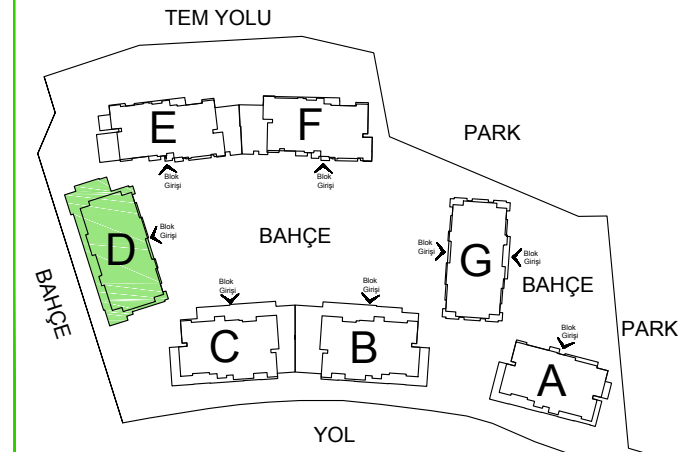 TEM YOLU
E
F
PARK
Blok
Girişi
Blok
Girişi
D
Blok
Girişi
BAHÇE
Blok
Girişi
G
Blok
Girişi
BAHÇE
BAHÇE
Blok
Girişi
Blok
Girişi
C
B
Blok
Girişi
PARK
A
YOL